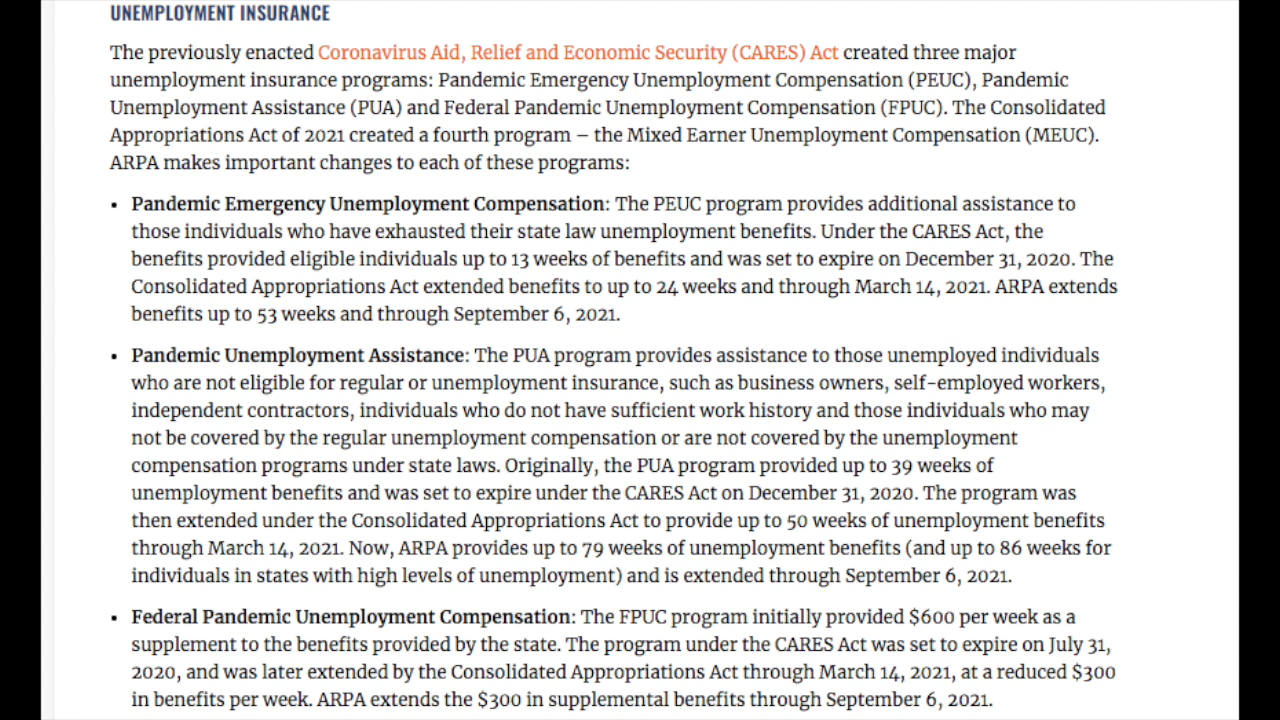 UNEMPLOYMENT INSURANCE
The previously enacted Coronavirus Aid, Relief and Economic Security (CARES) Act created three major
unemployment insurance programs: Pandemic Emergency Unemployment Compensation (PEUC), Pandemic
Unemployment Assistance (PUA) and Federal Pandemic Unemployment Compensation (FPUC). The Consolidated
Appropriations Act of 2021 created a fourth program – the Mixed Earner Unemployment Compensation (MEUC).
ARPA makes important changes to each of these programs:
• Pandemic Emergency Unemployment Compensation: The PEUC program provides additional assistance to
those individuals who have exhausted their state law unemployment benefits. Under the CARES Act, the
benefits provided eligible individuals up to 13 weeks of benefits and was set to expire on December 31, 2020. The
Consolidated Appropriations Act extended benefits to up to 24 weeks and through March 14, 2021. ARPA extends
benefits up to 53 weeks and through September 6, 2021.
• Pandemic Unemployment Assistance: The PUA program provides assistance to those unemployed individuals
who are not eligible for regular or unemployment insurance, such as business owners, self-employed workers,
independent contractors, individuals who do not have sufficient work history and those individuals who may
not be covered by the regular unemployment compensation or are not covered by the unemployment
compensation programs under state laws. Originally, the PUA program provided up to 39 weeks of
unemployment benefits and was set to expire under the CARES Act on December 31, 2020. The program was
then extended under the Consolidated Appropriations Act to provide up to 50 weeks of unemployment benefits
through March 14, 2021. Now, ARPA provides up to 79 weeks of unemployment benefits (and up to 86 weeks for
individuals in states with high levels of unemployment) and is extended through September 6, 2021.
• Federal Pandemic Unemployment Compensation: The FPUC program initially provided $600 per week as a
supplement to the benefits provided by the state. The program under the CARES Act was set to expire on July 31,
2020, and was later extended by the Consolidated Appropriations Act through March 14, 2021, at a reduced $300
in benefits per week. ARPA extends the $300 in supplemental benefits through September 6, 2021.